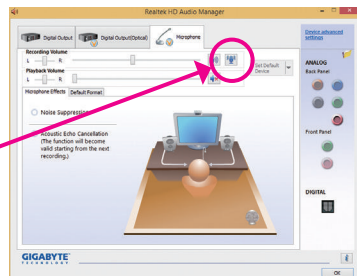 Realtek HD Audio Manager
Digital Output
Digital Output(Optical)
Microphone
Device advanced settings
Recording Volume
L
R
Set Default Device
Playback Volume
L
R
Microphone Effects
Default Format
Noise Suppression
Acoustic Echo Cancellation
(The function will become
valid starting from the next
recording.)
ANALOG
Back Panel
Front Panel
DIGITAL
GIGABYTE
TECHNOLOGY
i
OK